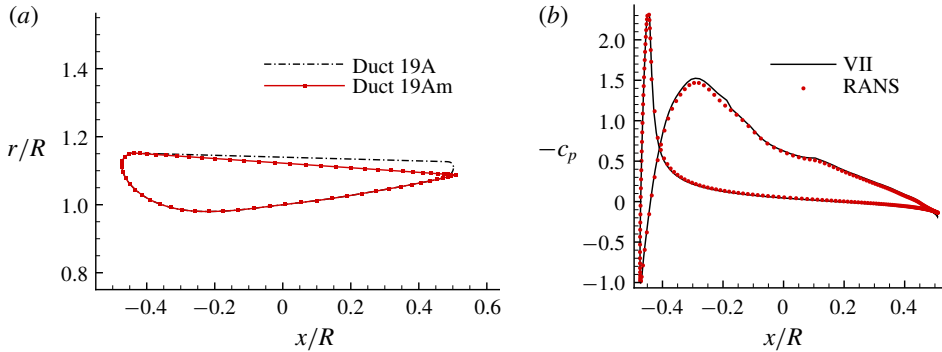 (a)
1.4
1.2
1.0
0.8
r/R
Duct 19A
Duct 19Am
−0.4 −0.2 0 0.2 0.4 0.6
x/R
(b)
2.0
1.5
1.0
0.5
0
−0.5
−1.0
−c_p
VII
RANS
−0.4 −0.2 0 0.2 0.4
x/R